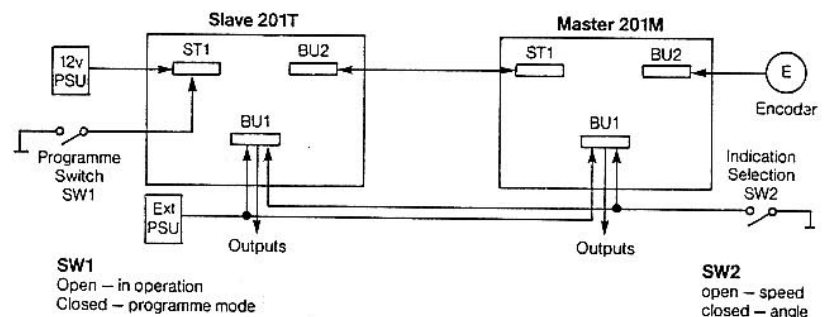 Slave 201T
Master 201M
12v
PSU
ST1
BU2
ST1
BU2
E
Encoder
BU1
BU1
Programme
Switch
SW1
Indication
Selection
SW2
Ext
PSU
Outputs
Outputs
SW1
Open – in operation
Closed – programme mode
SW2
open – speed
closed – angle